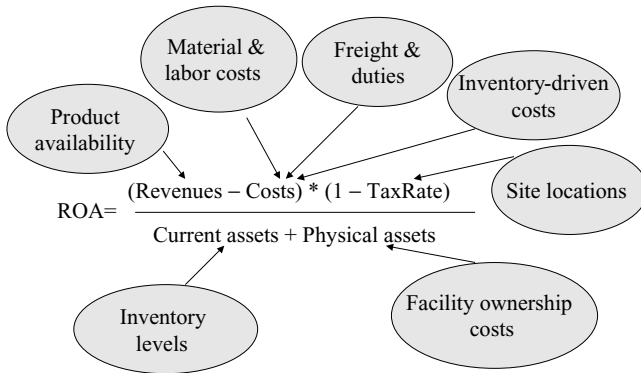 Material &
labor costs
Freight &
duties
Inventory-driven
costs
Product
availability
Site locations
ROA=
(Revenues – Costs) * (1 – TaxRate)
Current assets + Physical assets
Inventory
levels
Facility ownership
costs